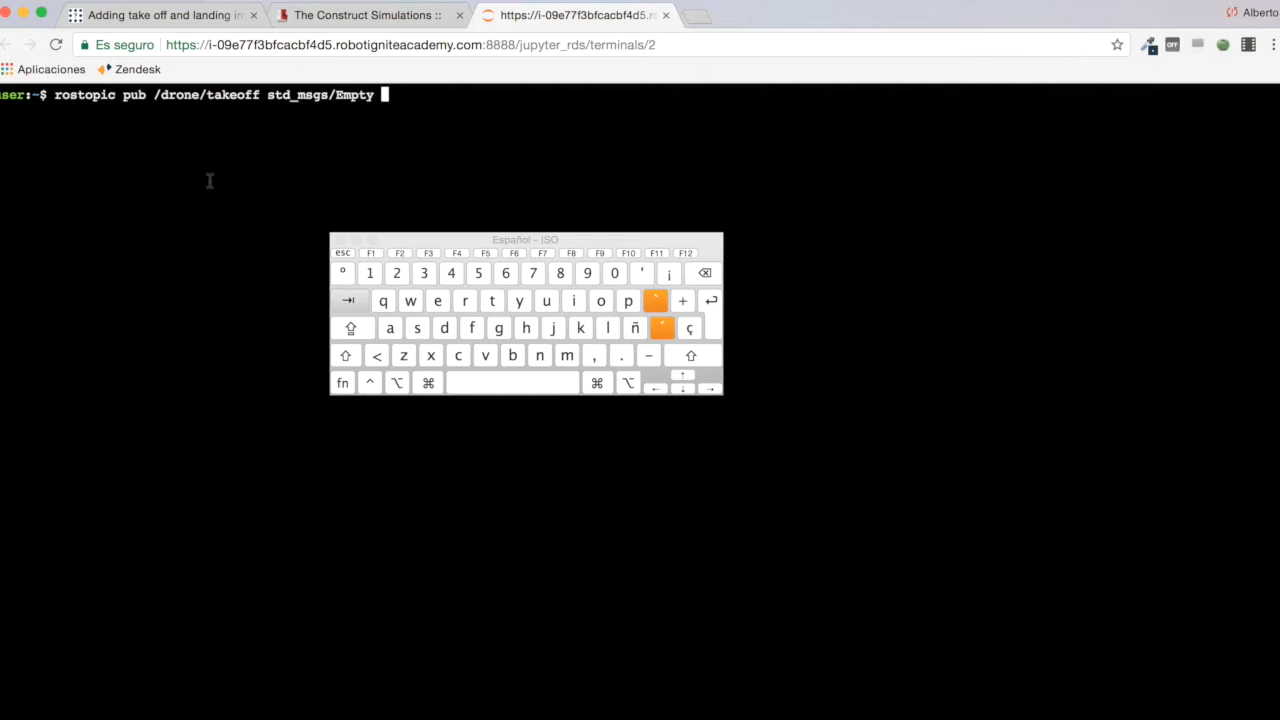 Adding take off and landing in
The Construct Simulations ::
https://i-09e77f3bfcacbf4d5.ro
Alberto
Es seguro
https://i-09e77f3bfcacbf4d5.robotigniteacademy.com:8888/jupyter_rds/terminals/2
OFF
Aplicaciones
Zendesk
user:~$ rostopic pub /drone/takeoff std_msgs/Empty
Español - ISO
esc F1 F2 F3 F4 F5 F6 F7 F8 F9 F10 F11 F12
º 1 2 3 4 5 6 7 8 9 0 ' ¡
q w e r t y u i o p ` +
a s d f g h j k l ñ ´ ç
< z x c v b n m , . -
fn ^ ⌥ ⌘ ⌘ ⌥